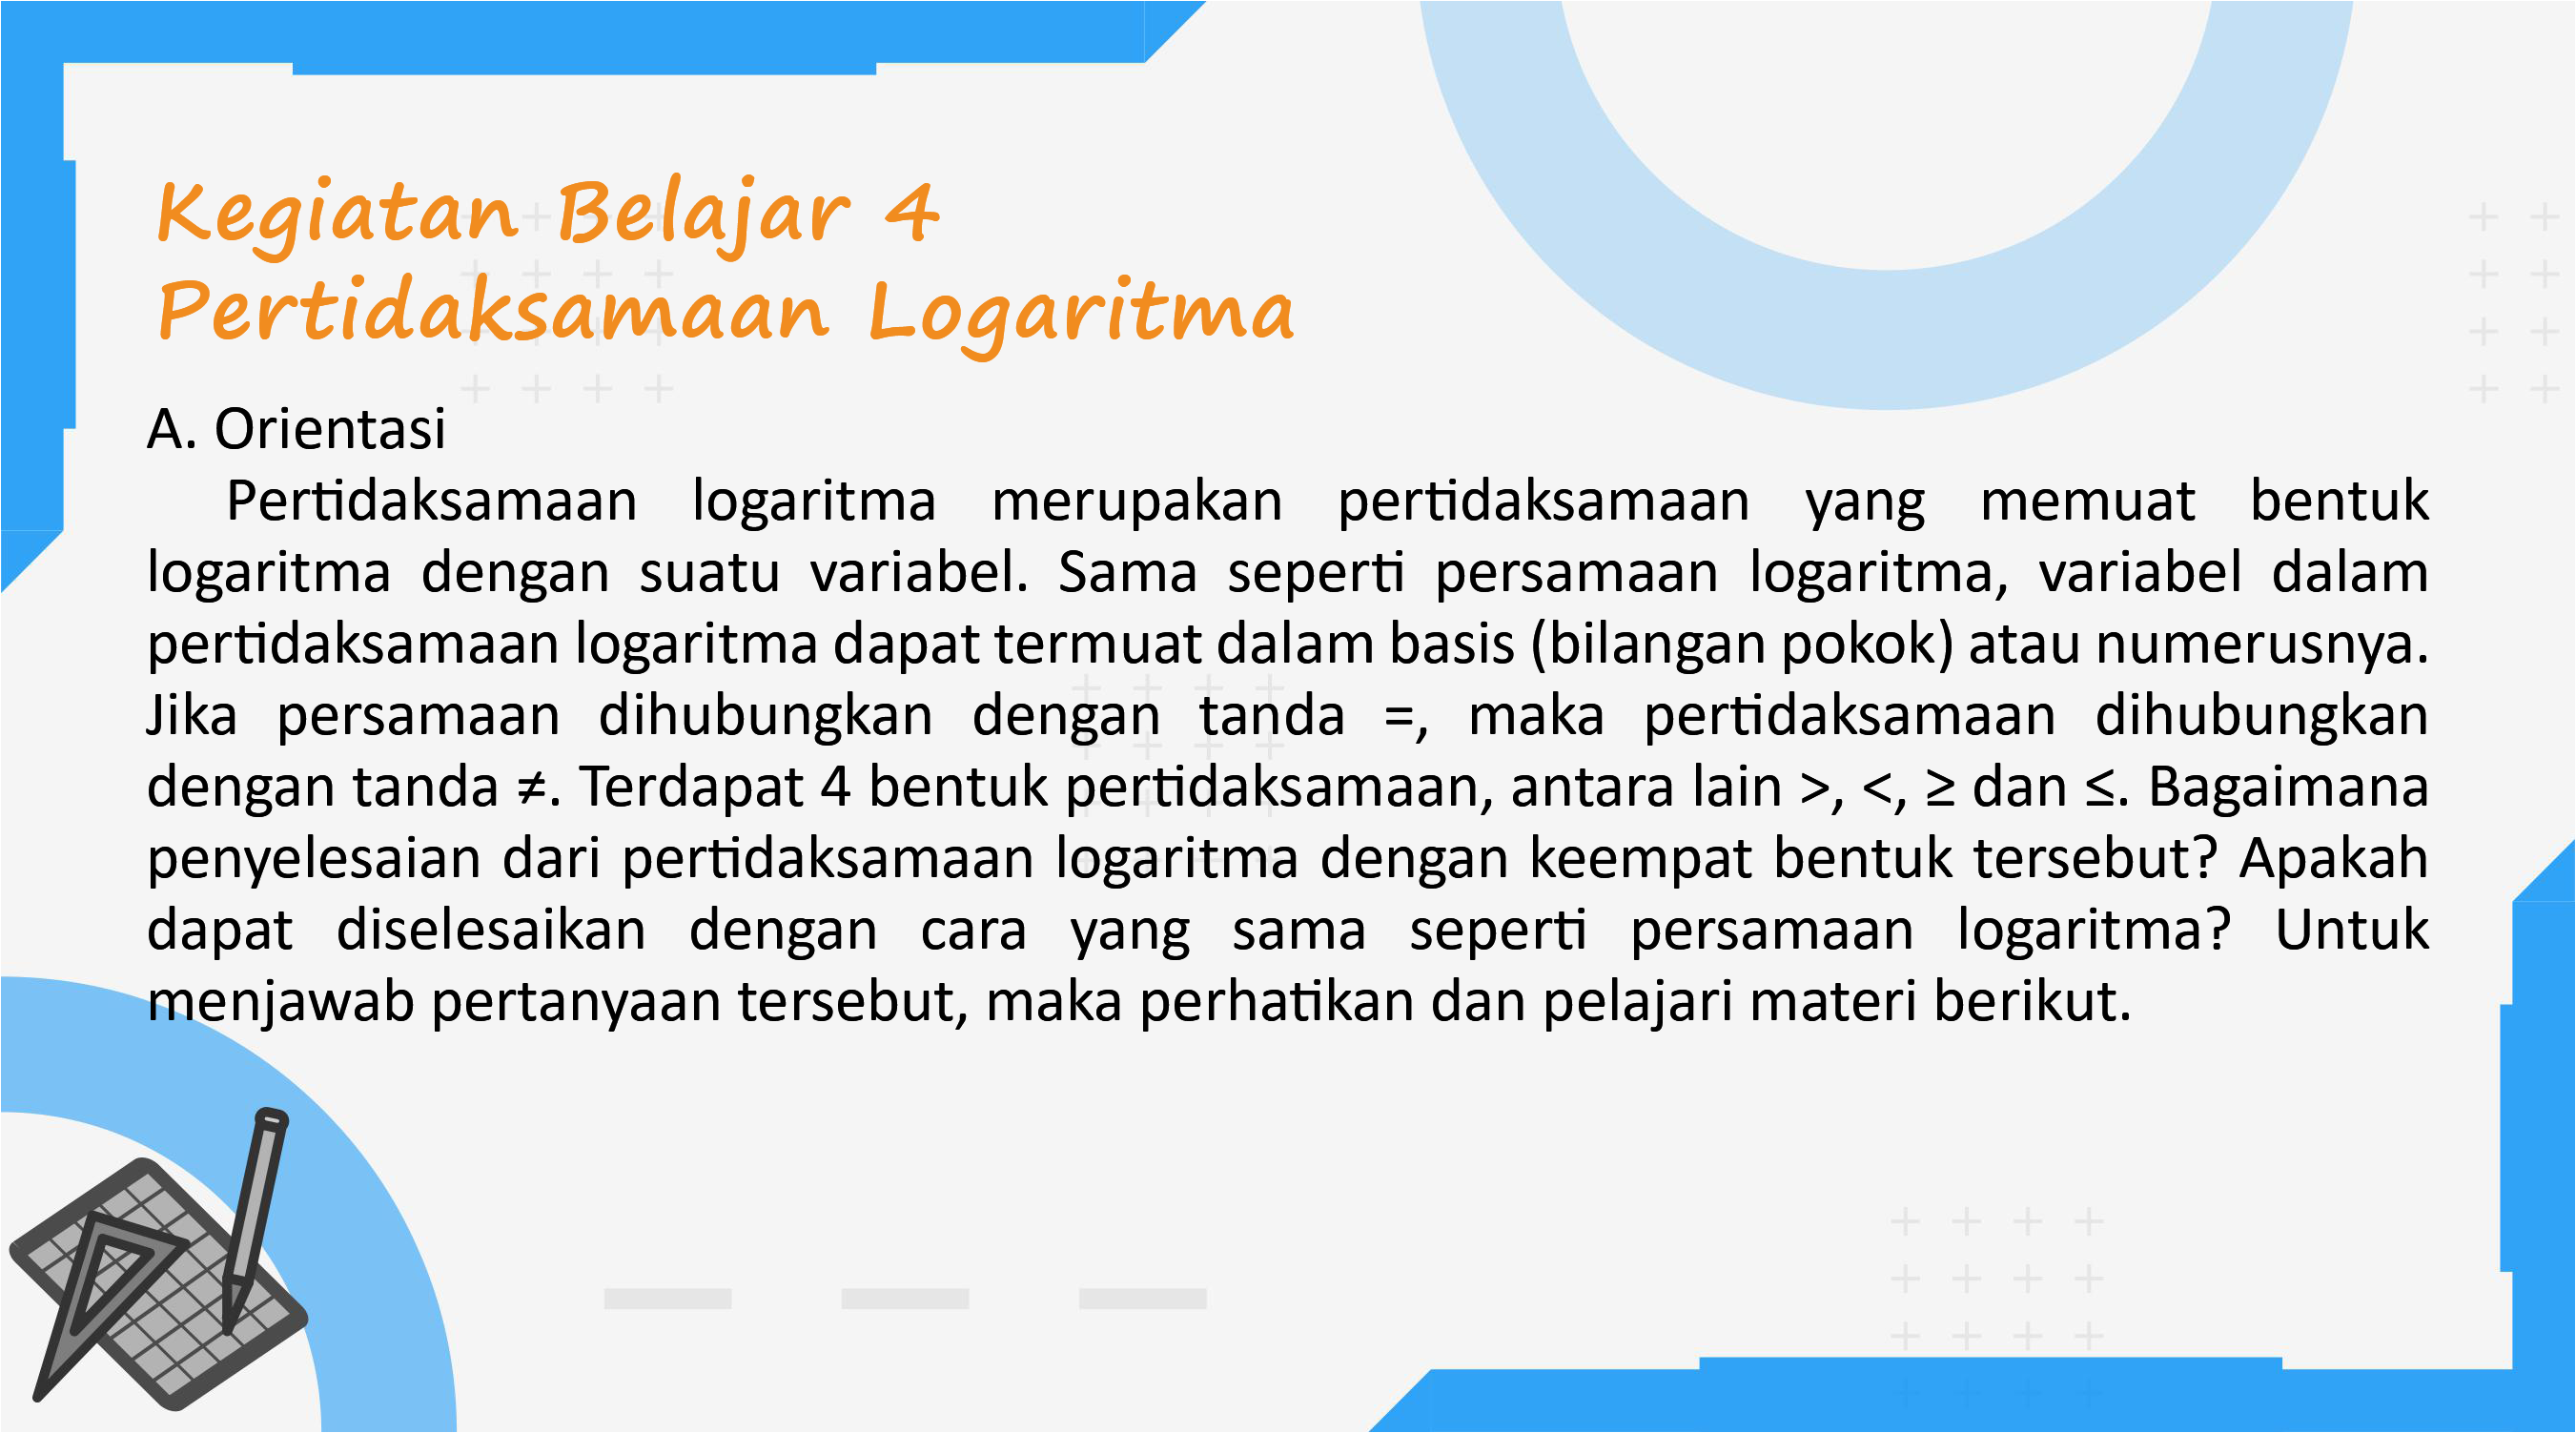 Kegiatan Belajar 4
Pertidaksamaan Logaritma
A. Orientasi
Pertidaksamaan logaritma merupakan pertidaksamaan yang memuat bentuk
logaritma dengan suatu variabel. Sama seperti persamaan logaritma, variabel dalam
pertidaksamaan logaritma dapat termuat dalam basis (bilangan pokok) atau numerusnya.
Jika persamaan dihubungkan dengan tanda =, maka pertidaksamaan dihubungkan
dengan tanda ≠. Terdapat 4 bentuk pertidaksamaan, antara lain >, <, ≥ dan ≤. Bagaimana
penyelesaian dari pertidaksamaan logaritma dengan keempat bentuk tersebut? Apakah
dapat diselesaikan dengan cara yang sama seperti persamaan logaritma? Untuk
menjawab pertanyaan tersebut, maka perhatikan dan pelajari materi berikut.